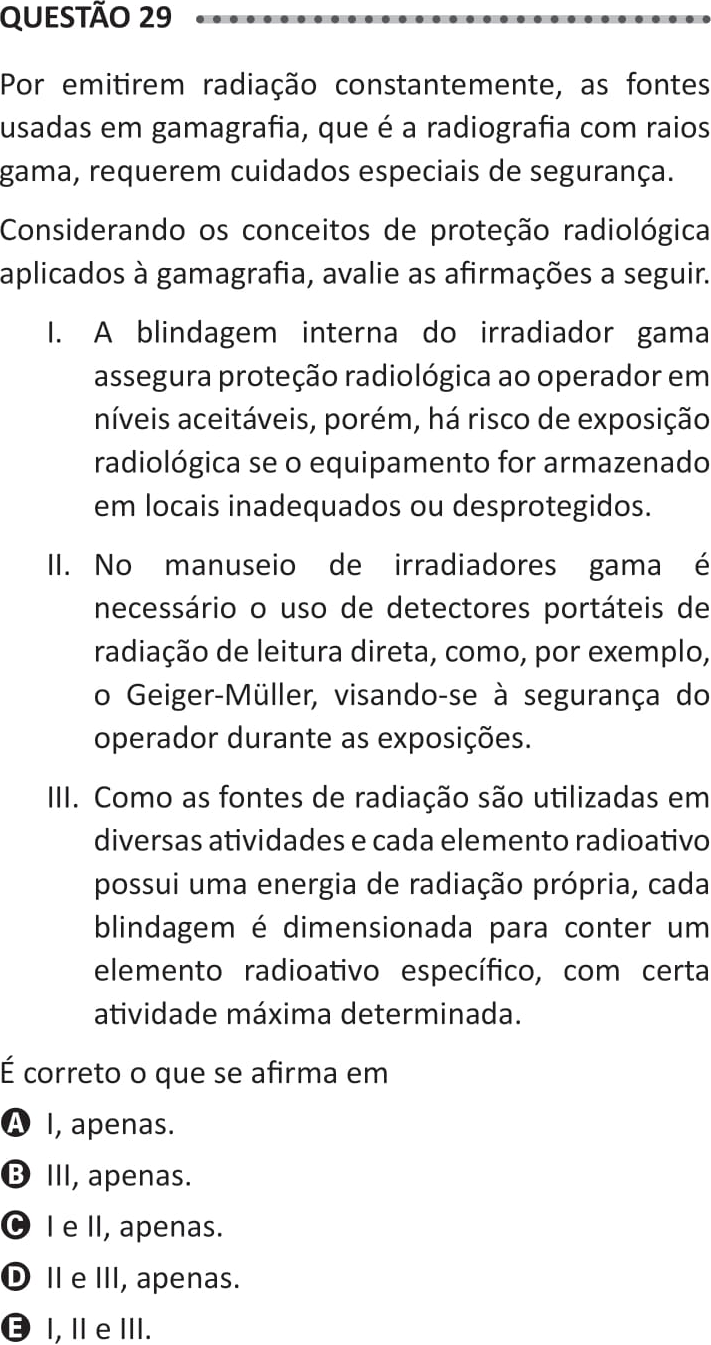 QUESTÃO 29
Por emitirem radiação constantemente, as fontes
usadas em gamagrafia, que é a radiografia com raios
gama, requerem cuidados especiais de segurança.
Considerando os conceitos de proteção radiológica
aplicados à gamagrafia, avalie as afirmações a seguir.
I. A blindagem interna do irradiador gama
assegura proteção radiológica ao operador em
níveis aceitáveis, porém, há risco de exposição
radiológica se o equipamento for armazenado
em locais inadequados ou desprotegidos.
II. No manuseio de irradiadores gama é
necessário o uso de detectores portáteis de
radiação de leitura direta, como, por exemplo,
o Geiger-Müller, visando-se à segurança do
operador durante as exposições.
III. Como as fontes de radiação são utilizadas em
diversas atividades e cada elemento radioativo
possui uma energia de radiação própria, cada
blindagem é dimensionada para conter um
elemento radioativo específico, com certa
atividade máxima determinada.
É correto o que se afirma em
A I, apenas.
B III, apenas.
C I e II, apenas.
D II e III, apenas.
E I, II e III.